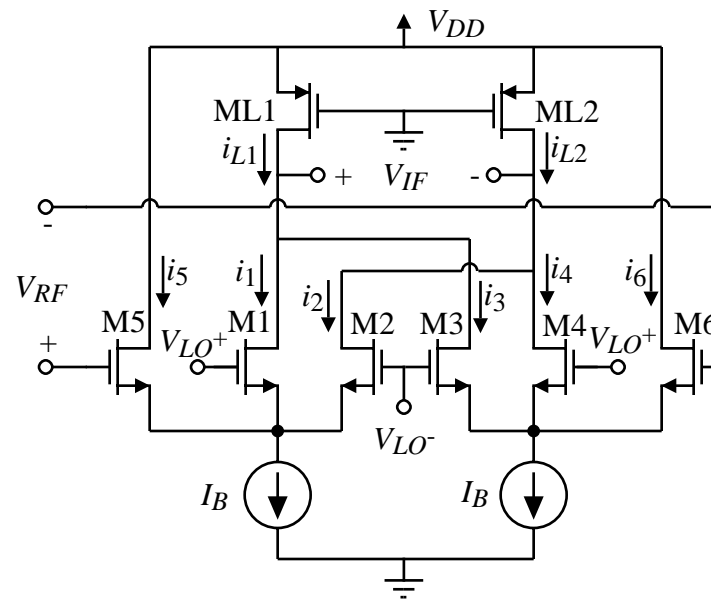 V_DD
ML1
ML2
i_L1
+
V_IF
-
i_L2
-
V_RF
+
i_5
i_1
i_2
i_3
i_4
i_6
M5
V_LO+
M1
M2
M3
M4
V_LO+
M6
V_LO-
I_B
I_B